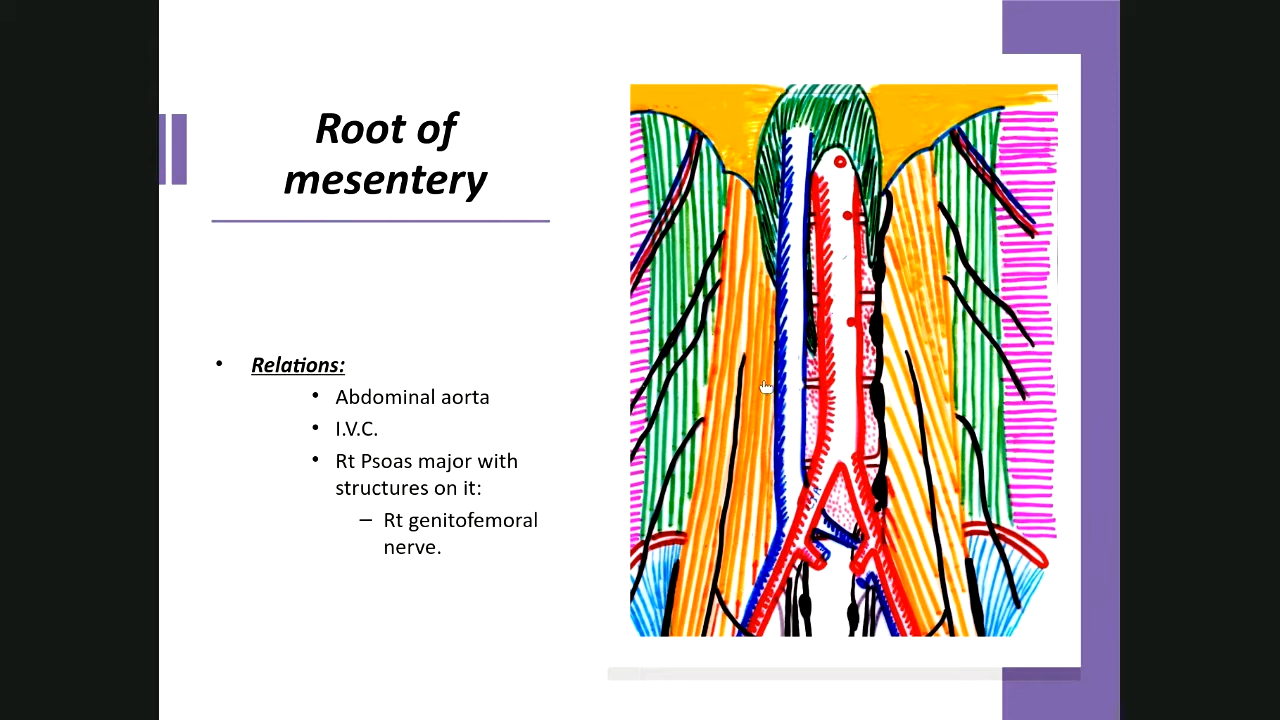 Root of
mesentery
• Relations:
• Abdominal aorta
• I.V.C.
• Rt Psoas major with
structures on it:
– Rt genitofemoral
nerve.